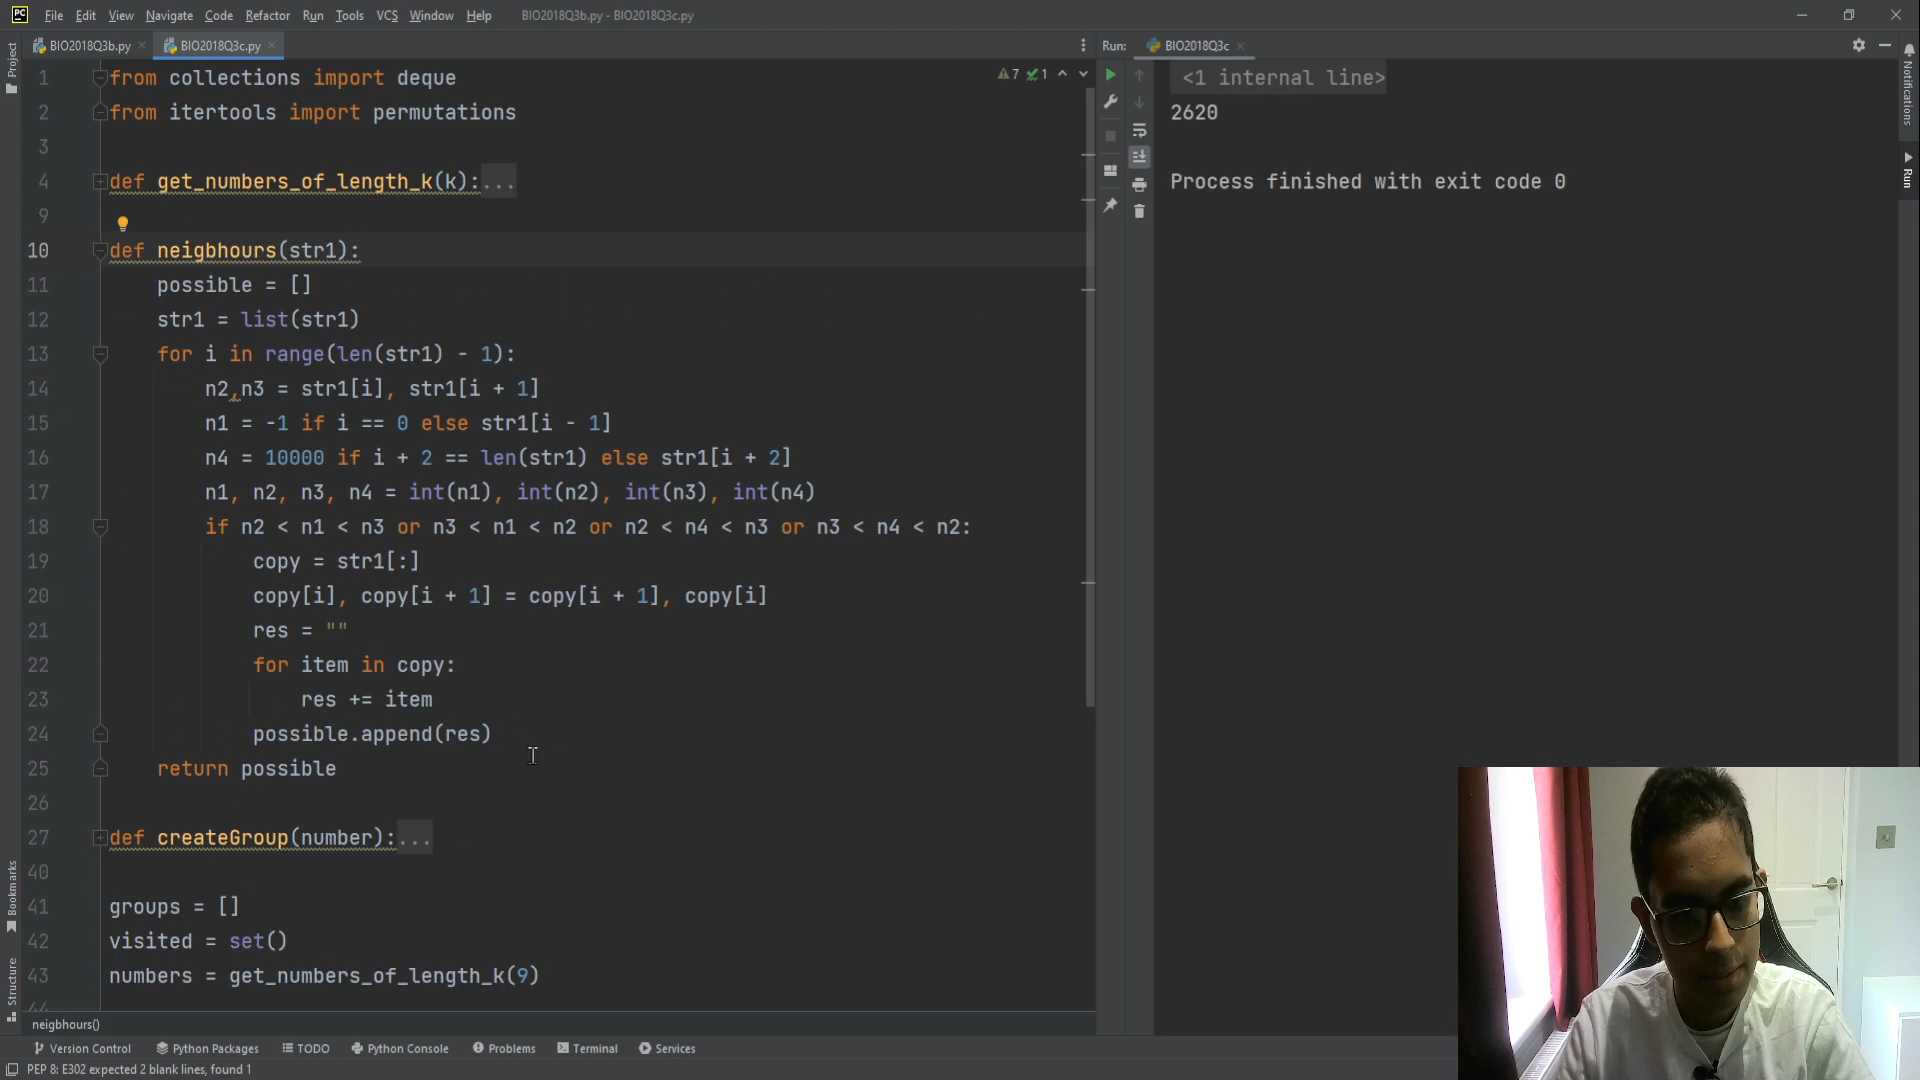 File Edit View Navigate Code Refactor Run Tools VCS Window Help BIO2018Q3b.py - BIO2018Q3c.py
BIO2018Q3b.py BIO2018Q3c.py
Run: BIO2018Q3c
Project
Notifications
Run
7 1
1 from collections import deque
2 from itertools import permutations
3
4 def get_numbers_of_length_k(k):...
9
10 def neigbhours(str1):
11 possible = []
12 str1 = list(str1)
13 for i in range(len(str1) - 1):
14 n2,n3 = str1[i], str1[i + 1]
15 n1 = -1 if i == 0 else str1[i - 1]
16 n4 = 10000 if i + 2 == len(str1) else str1[i + 2]
17 n1, n2, n3, n4 = int(n1), int(n2), int(n3), int(n4)
18 if n2 < n1 < n3 or n3 < n1 < n2 or n2 < n4 < n3 or n3 < n4 < n2:
19 copy = str1[:]
20 copy[i], copy[i + 1] = copy[i + 1], copy[i]
21 res = ""
22 for item in copy:
23 res += item
24 possible.append(res)
25 return possible
26
27 def createGroup(number):...
40
41 groups = []
42 visited = set()
43 numbers = get_numbers_of_length_k(9)
44
<1 internal line>
2620
Process finished with exit code 0
Bookmarks
Structure
neigbhours()
Version Control Python Packages TODO Python Console Problems Terminal Services
PEP 8: E302 expected 2 blank lines, found 1